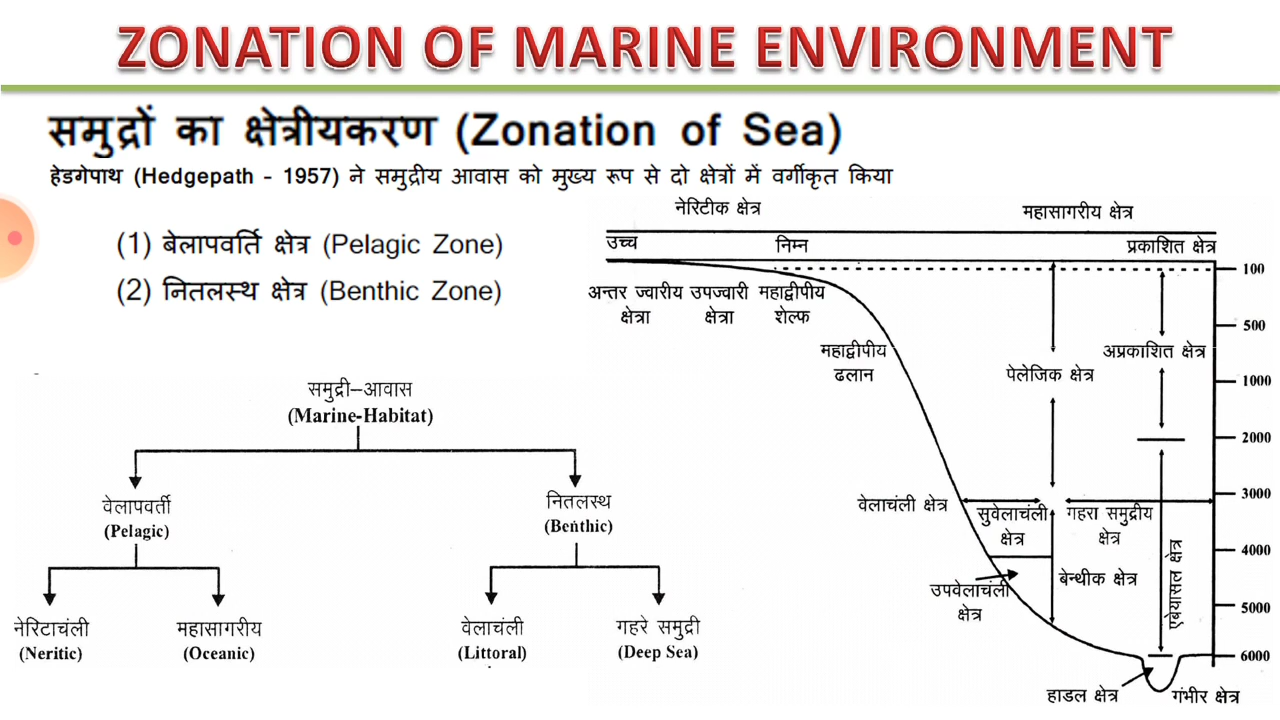 ZONATION OF MARINE ENVIRONMENT
समुद्रों का क्षेत्रीयकरण (Zonation of Sea)
हेडगेपाथ (Hedgepath - 1957) ने समुद्रीय आवास को मुख्य रूप से दो क्षेत्रों में वर्गीकृत किया
(1) बेलापवर्ति क्षेत्र (Pelagic Zone)
(2) नितलस्थ क्षेत्र (Benthic Zone)
समुद्री–आवास
(Marine-Habitat)
वेलापवर्ती
(Pelagic)
नितलस्थ
(Benthic)
नेरिटाचंली
(Neritic)
महासागरीय
(Oceanic)
वेलाचंली
(Littoral)
गहरे समुद्री
(Deep Sea)
नेरिटीक क्षेत्र
महासागरीय क्षेत्र
उच्च
निम्न
प्रकाशित क्षेत्र
100
अन्तर ज्वारीय
क्षेत्रा
उपज्वारी
क्षेत्रा
महाद्वीपीय
शेल्फ
500
महाद्वीपीय
ढलान
अप्रकाशित क्षेत्र
पेलेजिक क्षेत्र
1000
2000
3000
वेलाचंली क्षेत्र
सुवेलाचंली
क्षेत्र
गहरा समुद्रीय
क्षेत्र
4000
उपवेलाचंली
क्षेत्र
बेन्थीक क्षेत्र
एबेयासल क्षेत्र
5000
6000
हाडल क्षेत्र
गंभीर क्षेत्र